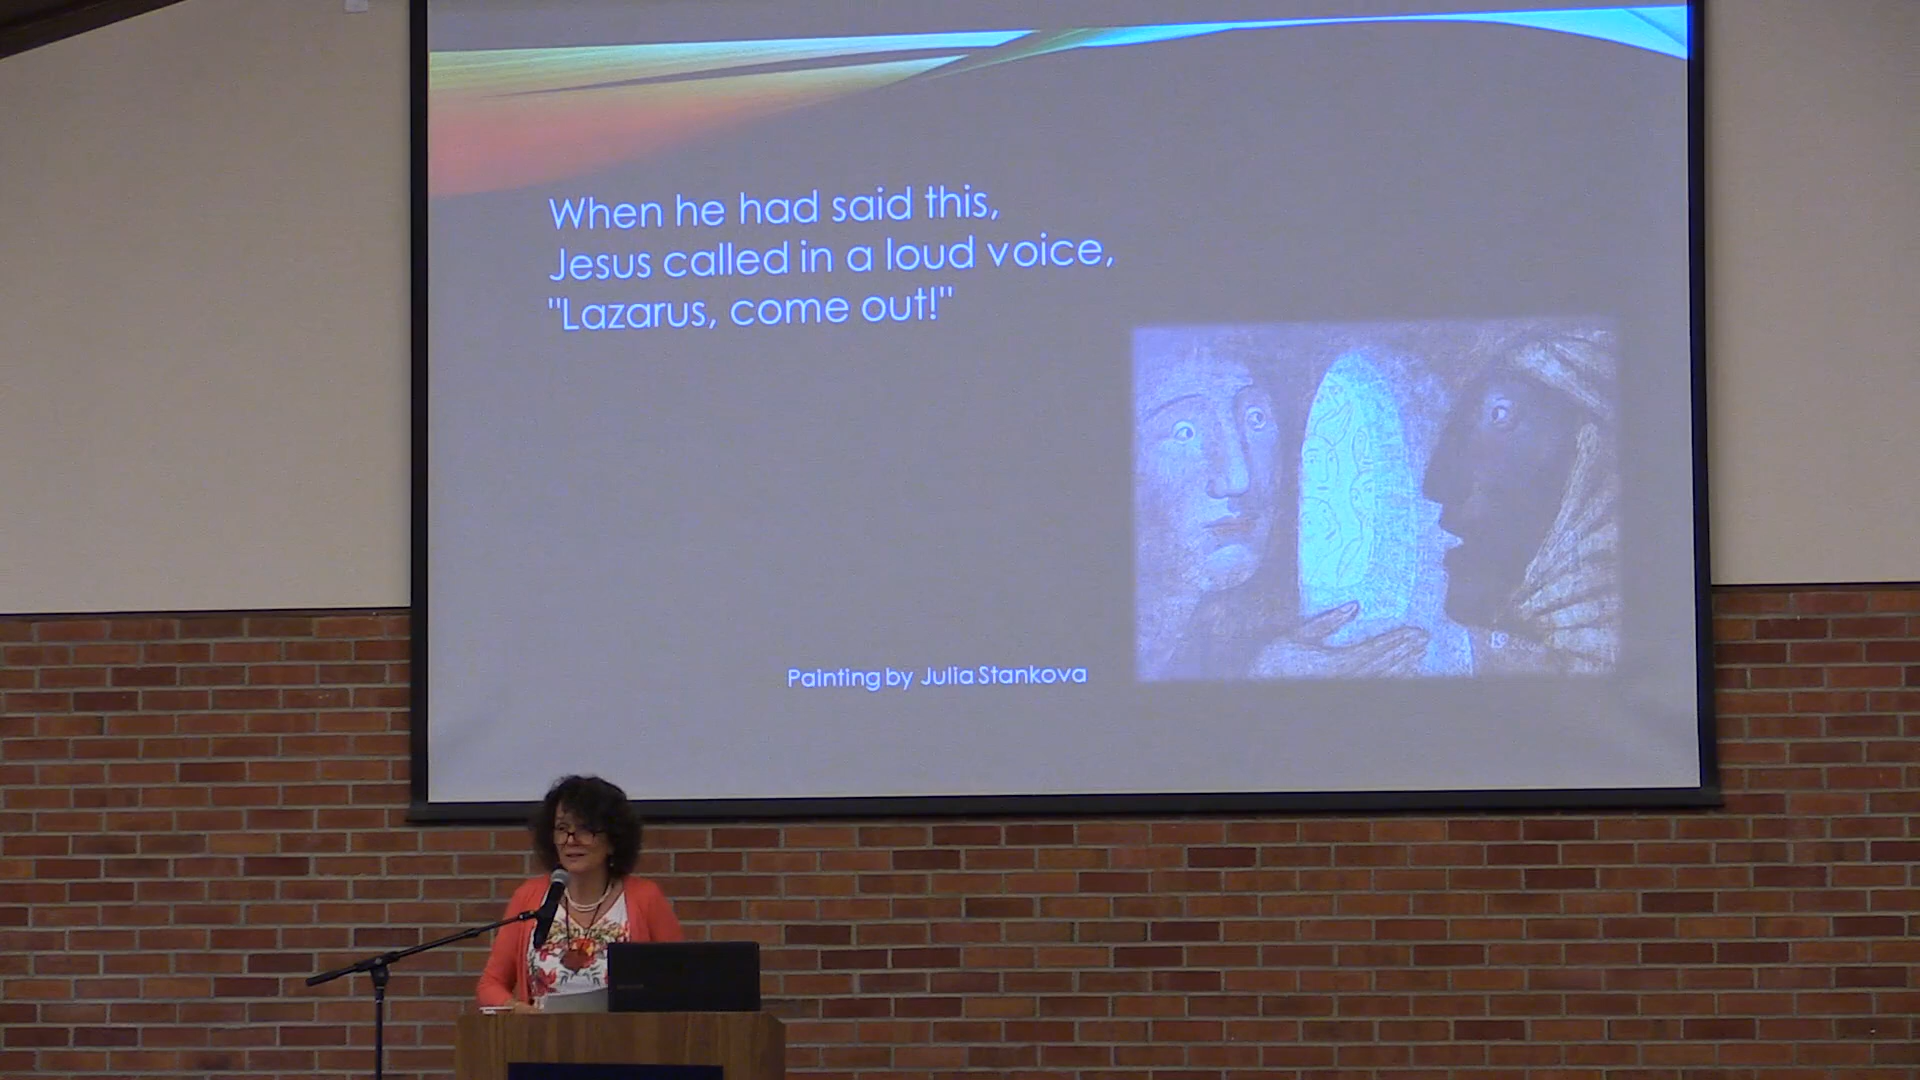 When he had said this,
Jesus called in a loud voice,
"Lazarus, come out!"
Painting by Julia Stankova